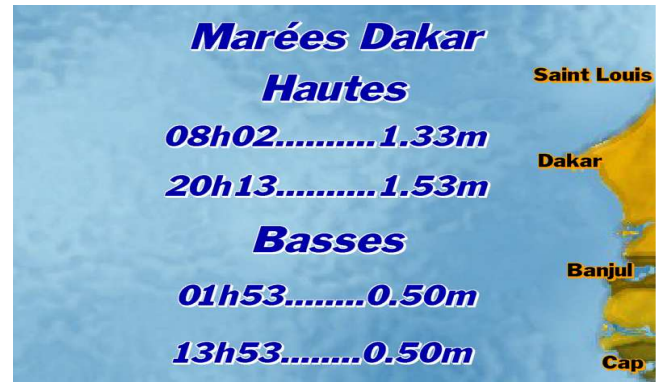 Marées Dakar
Hautes
08h02..........1.33m
20h13..........1.53m
Basses
01h53........0.50m
13h53........0.50m
Saint Louis
Dakar
Banjul
Cap